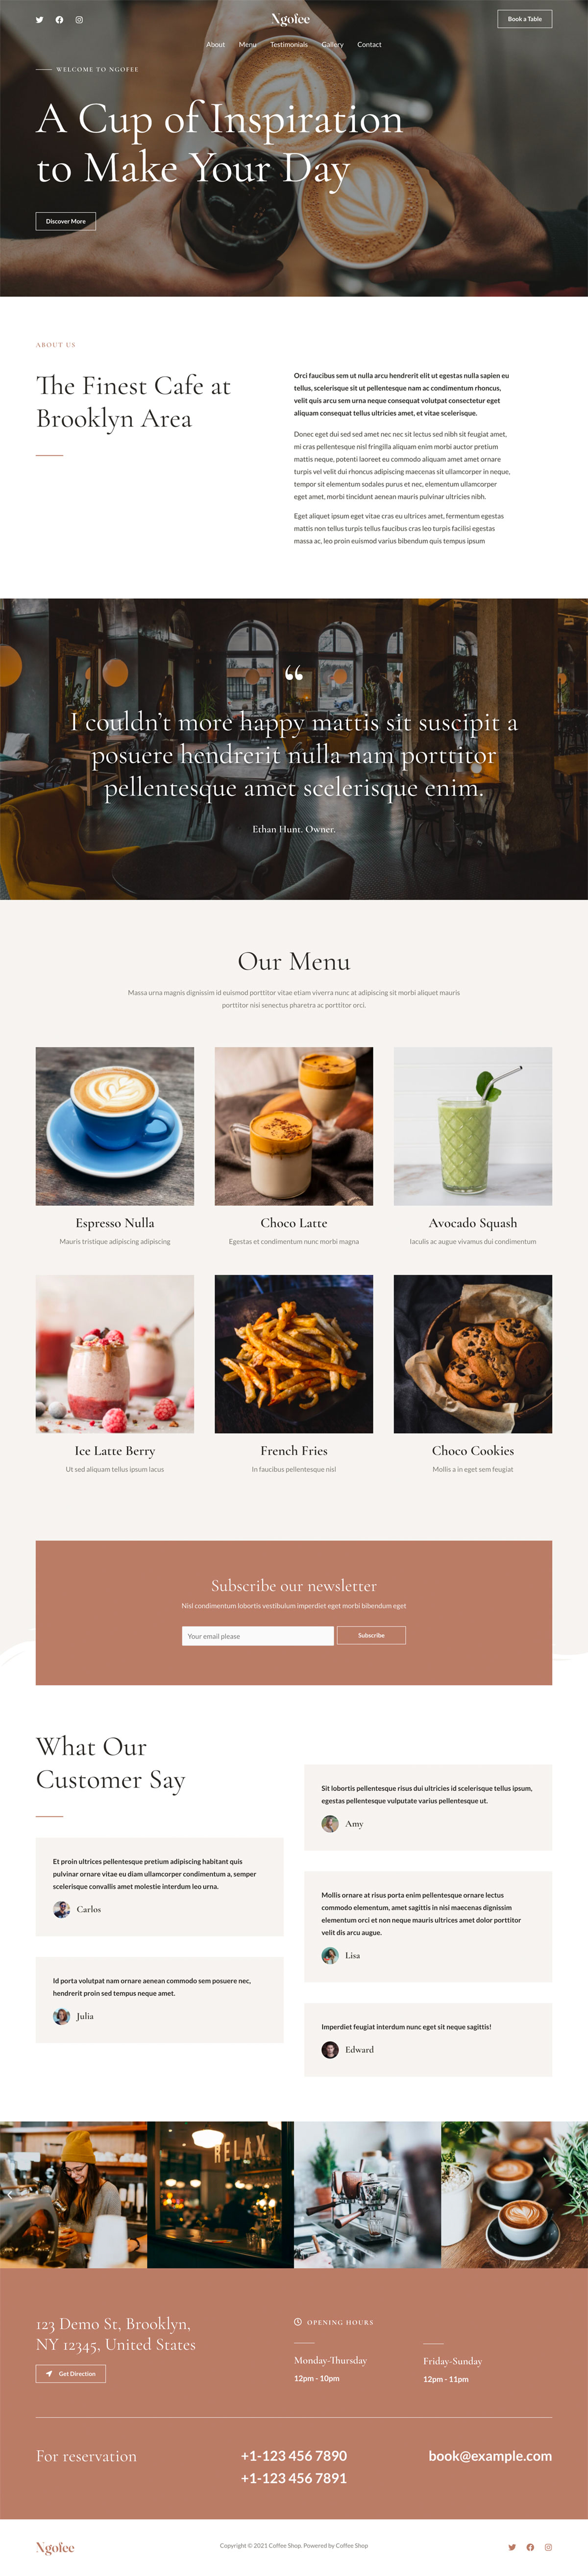 Ngofee
Book a Table
About Menu Testimonials Gallery Contact
WELCOME TO NGOFEE
A Cup of Inspiration
to Make Your Day
Discover More
ABOUT US
The Finest Cafe at
Brooklyn Area
Orci faucibus sem ut nulla arcu hendrerit elit ut egestas nulla sapien eu
tellus, scelerisque sit ut pellentesque nam ac condimentum rhoncus,
velit quis arcu sem urna neque consequat volutpat consectetur eget
aliquam consequat tellus ultricies amet, et vitae scelerisque.
Donec eget dui sed sed amet nec nec sit lectus sed nibh sit feugiat amet,
mi cras pellentesque nisl fringilla aliquam enim morbi auctor pretium
mattis neque, potenti laoreet eu commodo aliquam amet amet ornare
turpis vel velit dui rhoncus adipiscing maecenas sit ullamcorper in neque,
tempor sit elementum sodales purus et nec, elementum ullamcorper
eget amet, morbi tincidunt aenean mauris pulvinar ultricies nibh.
Eget aliquet ipsum eget vitae cras eu ultrices amet, fermentum egestas
mattis non tellus turpis tellus faucibus cras leo turpis facilisi egestas
massa ac, leo proin euismod varius bibendum quis tempus ipsum
“
I couldn’t more happy mattis sit suscipit a
posuere hendrerit nulla nam porttitor
pellentesque amet scelerisque enim.
Ethan Hunt. Owner.
Our Menu
Massa urna magnis dignissim id euismod porttitor vitae etiam viverra nunc at adipiscing sit morbi aliquet mauris
porttitor nisi senectus pharetra ac porttitor orci.
Espresso Nulla
Mauris tristique adipiscing adipiscing
Choco Latte
Egestas et condimentum nunc morbi magna
Avocado Squash
Iaculis ac augue vivamus dui condimentum
Ice Latte Berry
Ut sed aliquam tellus ipsum lacus
French Fries
In faucibus pellentesque nisl
Choco Cookies
Mollis a in eget sem feugiat
Subscribe our newsletter
Nisl condimentum lobortis vestibulum imperdiet eget morbi bibendum eget
Your email please
Subscribe
What Our
Customer Say
Et proin ultrices pellentesque pretium adipiscing habitant quis
pulvinar ornare vitae eu diam ullamcorper condimentum a, semper
scelerisque convallis amet molestie interdum leo urna.
Carlos
Id porta volutpat nam ornare aenean commodo sem posuere nec,
hendrerit proin sed tempus neque amet.
Julia
Sit lobortis pellentesque risus dui ultricies id scelerisque tellus ipsum,
egestas pellentesque vulputate varius pellentesque ut.
Amy
Mollis ornare at risus porta enim pellentesque ornare lectus
commodo elementum, amet sagittis in nisi maecenas dignissim
elementum orci et non neque mauris ultrices amet dolor porttitor
velit dis arcu augue.
Lisa
Imperdiet feugiat interdum nunc eget sit neque sagittis!
Edward
RELAX
123 Demo St, Brooklyn,
NY 12345, United States
Get Direction
OPENING HOURS
Monday-Thursday
12pm - 10pm
Friday-Sunday
12pm - 11pm
For reservation
+1-123 456 7890
+1-123 456 7891
book@example.com
Ngofee
Copyright © 2021 Coffee Shop. Powered by Coffee Shop